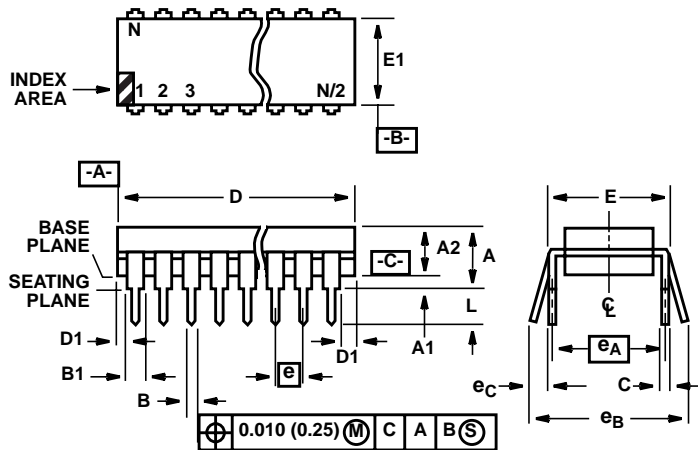 N
E1
INDEX
AREA
1 2 3 N/2
-B-
-A-
D
E
BASE
PLANE
A2
A
-C-
SEATING
PLANE
L
D1
A1
D1
e
eA
B1
B
eC
C
eB
0.010 (0.25) M C A B S
CL